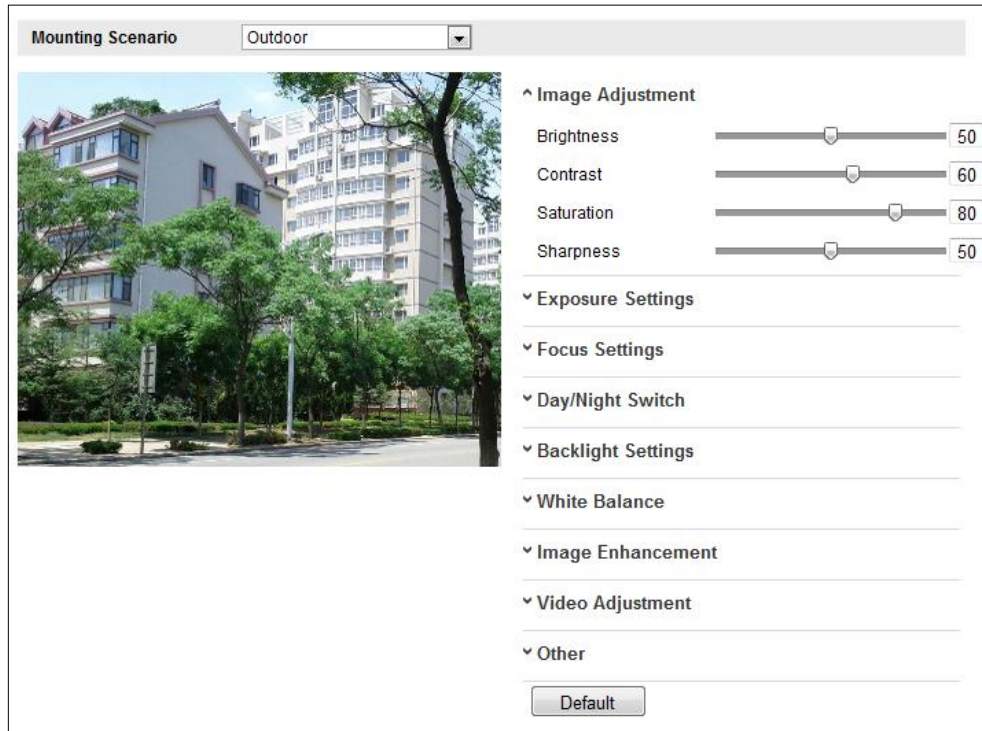 Mounting Scenario Outdoor
Image Adjustment
Brightness 50
Contrast 60
Saturation 80
Sharpness 50
Exposure Settings
Focus Settings
Day/Night Switch
Backlight Settings
White Balance
Image Enhancement
Video Adjustment
Other
Default